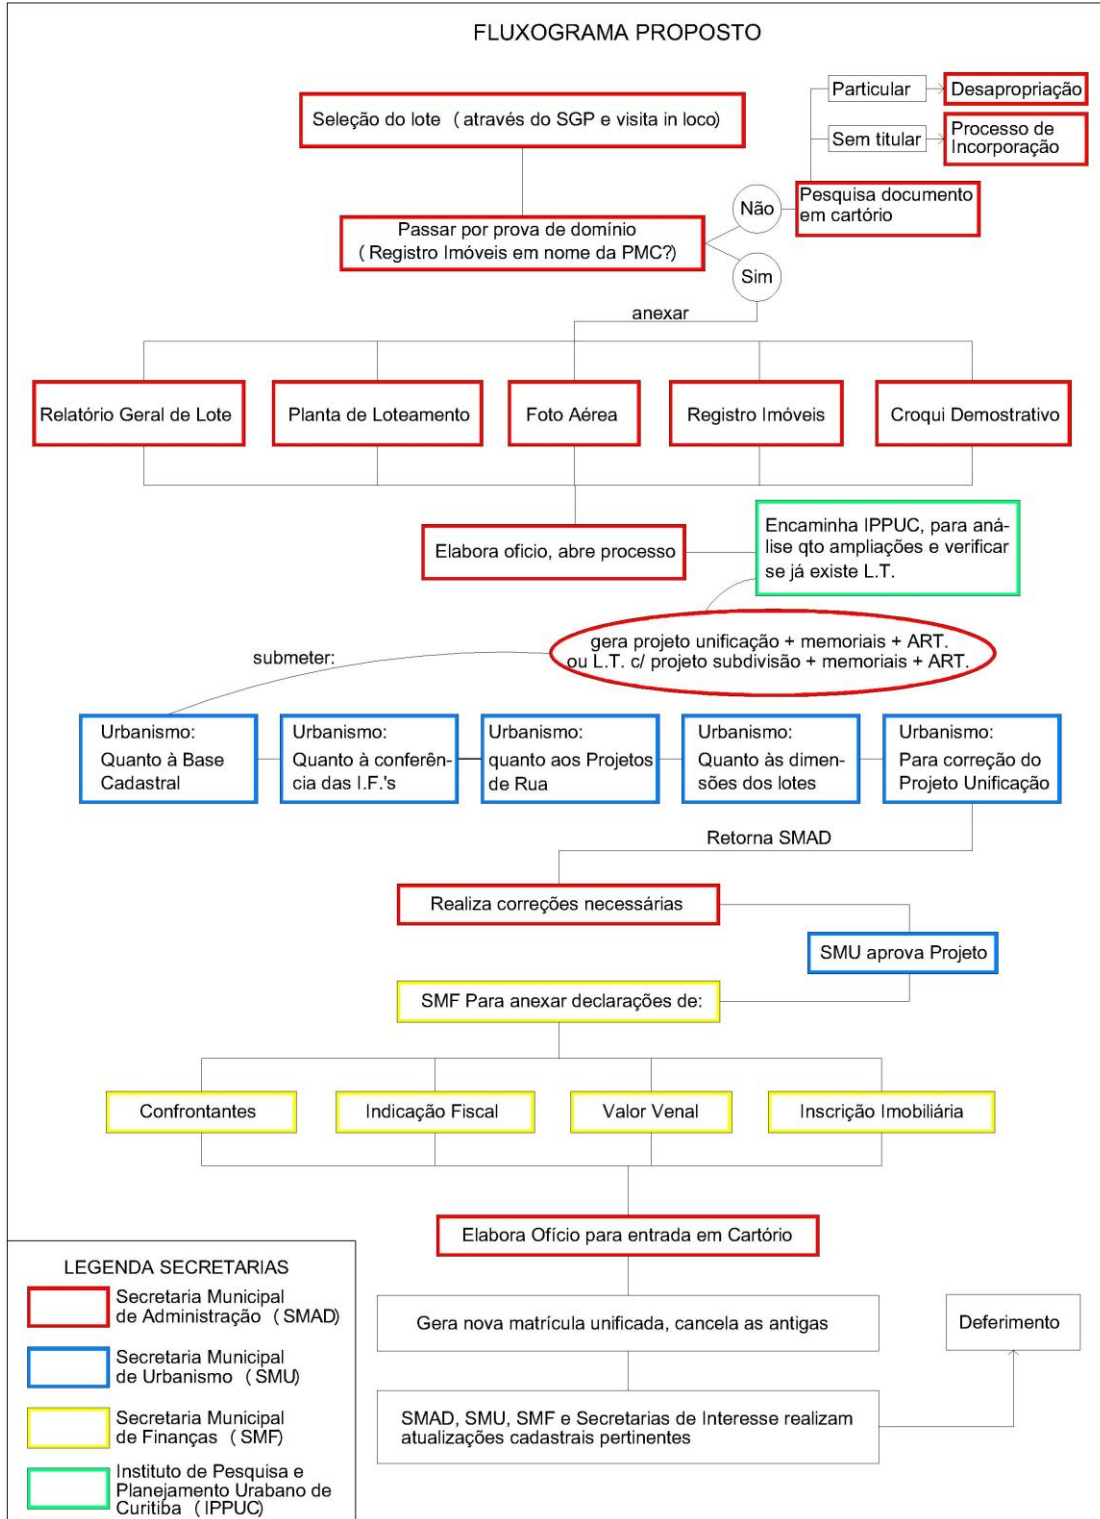 FLUXOGRAMA PROPOSTO
Seleção do lote ( através do SGP e visita in loco)
Particular
Desapropriação
Sem titular
Processo de
Incorporação
Não
Pesquisa documento
em cartório
Passar por prova de domínio
( Registro Imóveis em nome da PMC?)
Sim
anexar
Relatório Geral de Lote
Planta de Loteamento
Foto Aérea
Registro Imóveis
Croqui Demostrativo
Elabora oficio, abre processo
Encaminha IPPUC, para aná-
lise qto ampliações e verificar
se já existe L.T.
gera projeto unificação + memoriais + ART.
ou L.T. c/ projeto subdivisão + memoriais + ART.
submeter:
Urbanismo:
Quanto à Base
Cadastral
Urbanismo:
Quanto à conferên-
cia das I.F.'s
Urbanismo:
quanto aos Projetos
de Rua
Urbanismo:
Quanto às dimen-
sões dos lotes
Urbanismo:
Para correção do
Projeto Unificação
Retorna SMAD
Realiza correções necessárias
SMU aprova Projeto
SMF Para anexar declarações de:
Confrontantes
Indicação Fiscal
Valor Venal
Inscrição Imobiliária
Elabora Ofício para entrada em Cartório
Gera nova matrícula unificada, cancela as antigas
Deferimento
SMAD, SMU, SMF e Secretarias de Interesse realizam
atualizações cadastrais pertinentes
LEGENDA SECRETARIAS
Secretaria Municipal
de Administração ( SMAD)
Secretaria Municipal
de Urbanismo ( SMU)
Secretaria Municipal
de Finanças ( SMF)
Instituto de Pesquisa e
Planejamento Urabano de
Curitiba ( IPPUC)